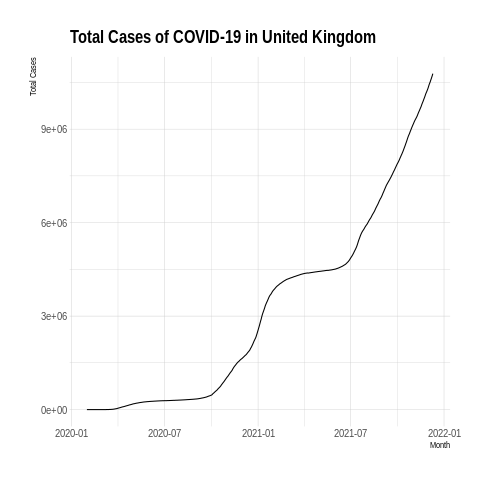 Total Cases of COVID-19 in United Kingdom
Total Cases
9e+06
6e+06
3e+06
0e+00
2020-01 2020-07 2021-01 2021-07 2022-01
Month